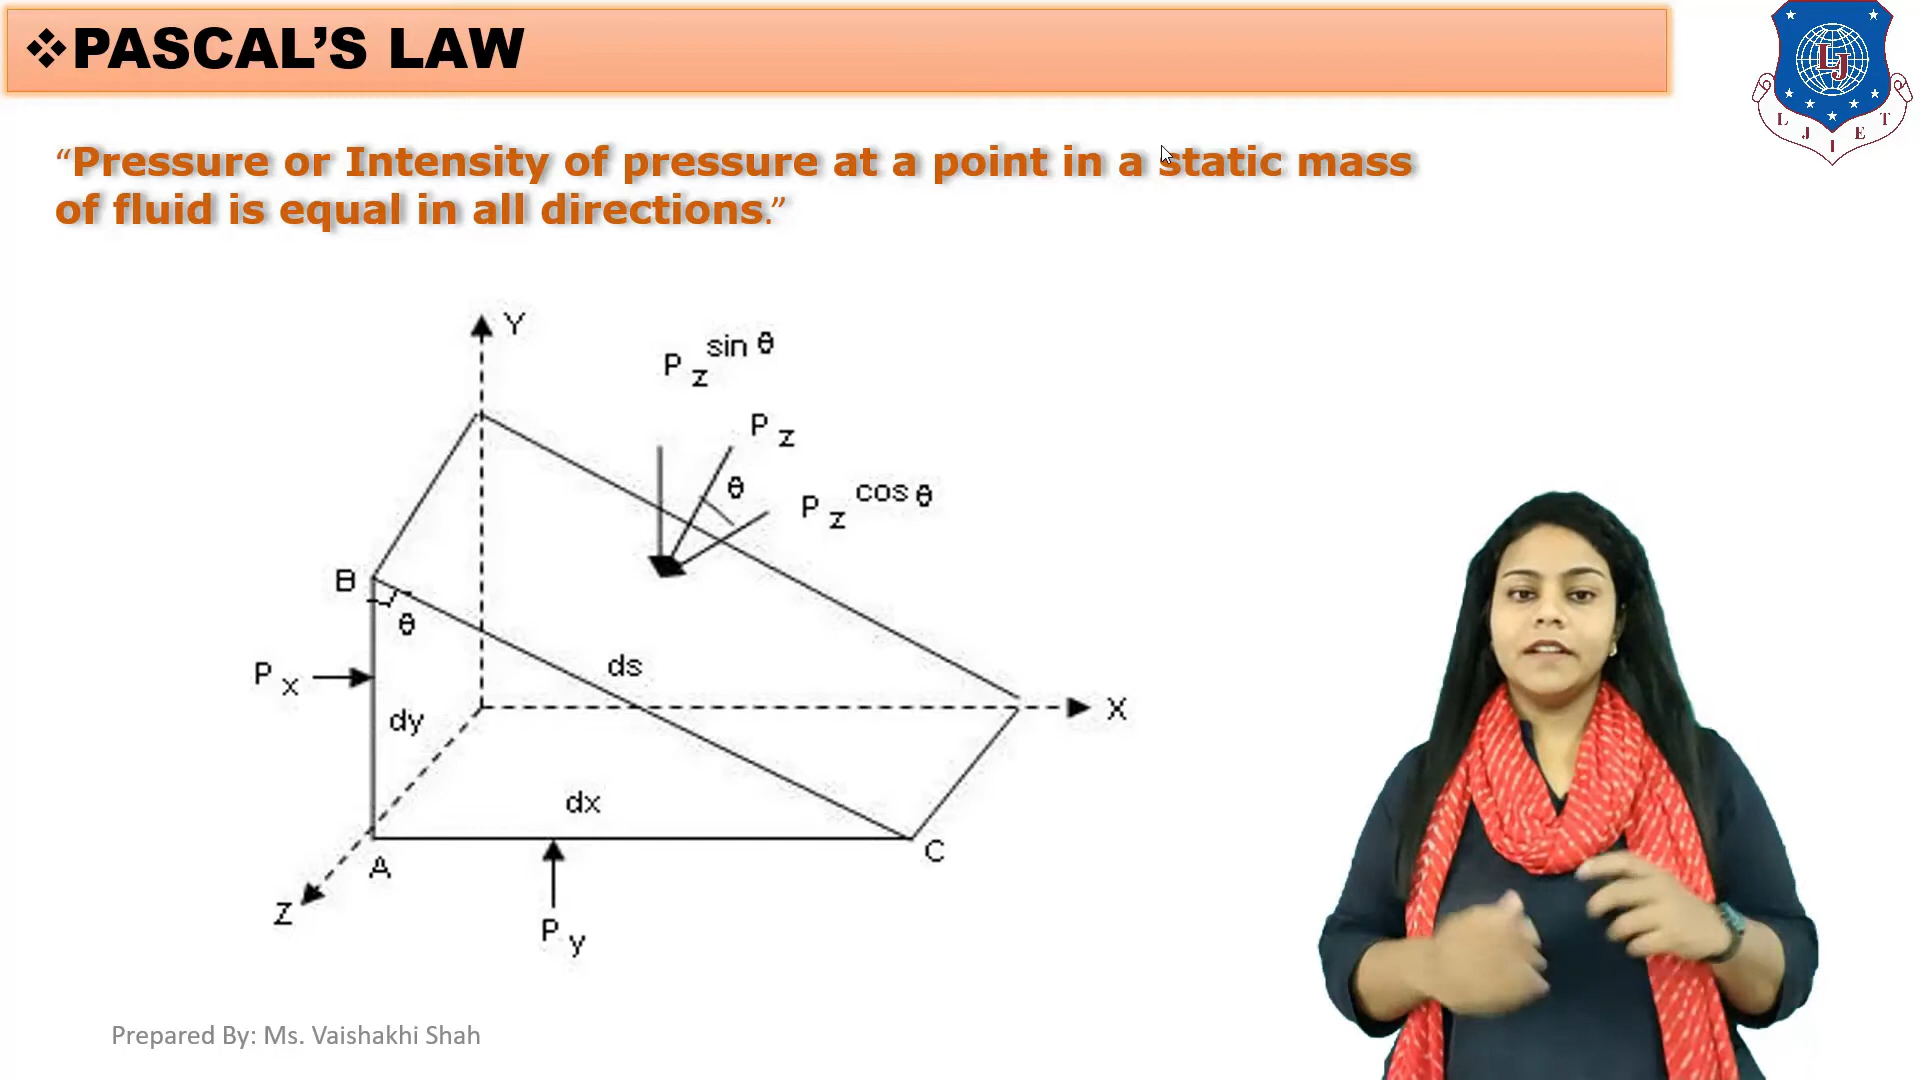 ❖PASCAL’S LAW
“Pressure or Intensity of pressure at a point in a static mass
of fluid is equal in all directions.”
Y
P z sin θ
P z
θ
P z cos θ
B
θ
ds
P x
dy
X
dx
A
C
Z
P y
Prepared By: Ms. Vaishakhi Shah
LJ
L J I E T